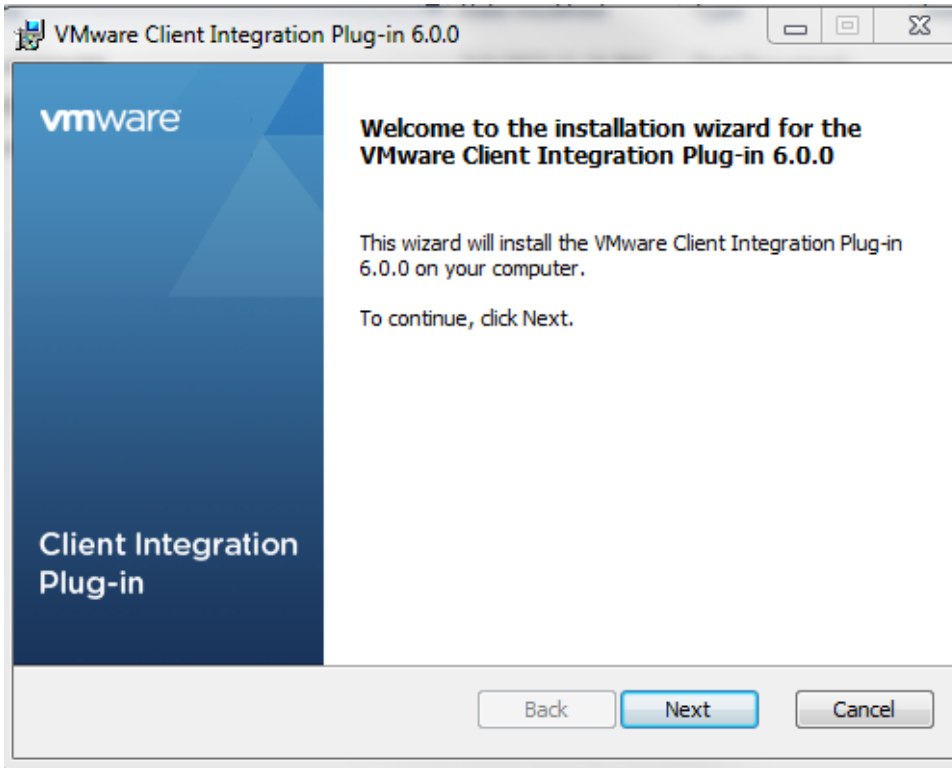 VMware Client Integration Plug-in 6.0.0
vmware
Welcome to the installation wizard for the
VMware Client Integration Plug-in 6.0.0
This wizard will install the VMware Client Integration Plug-in
6.0.0 on your computer.
To continue, click Next.
Client Integration
Plug-in
Back
Next
Cancel